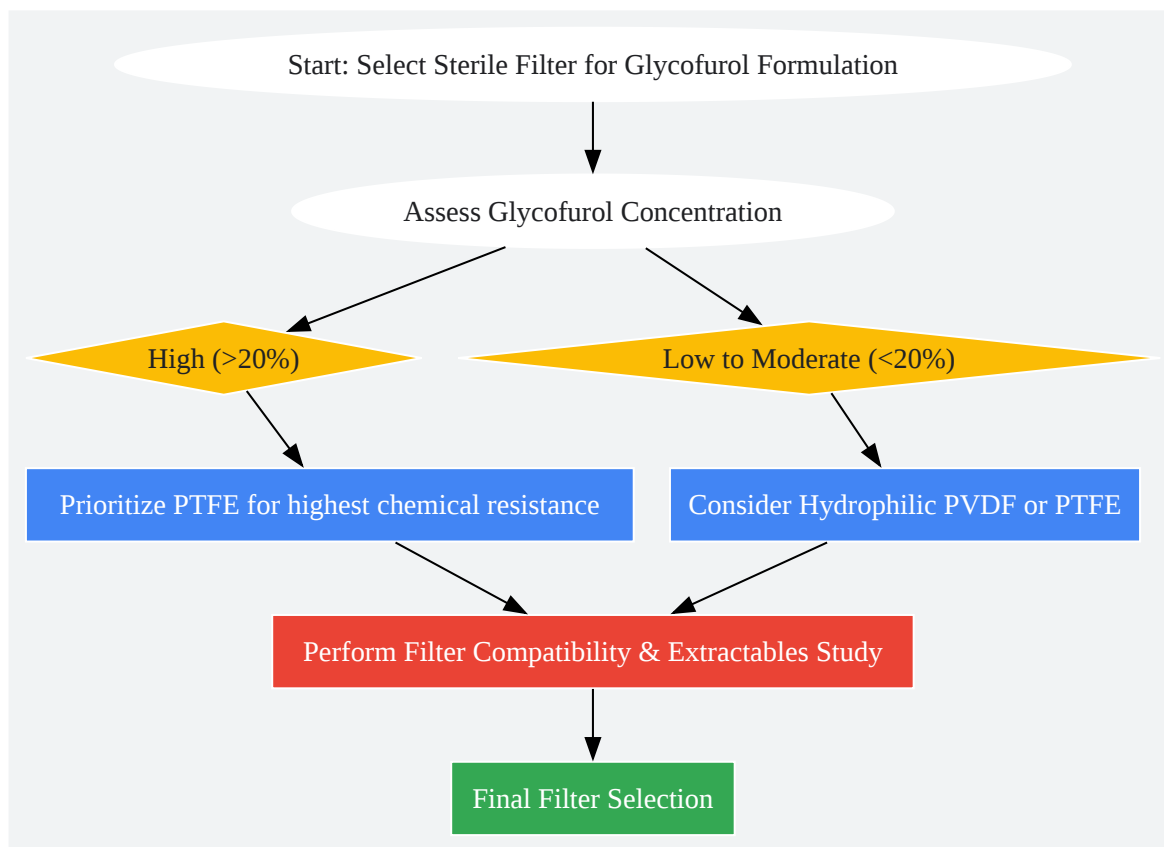 Start: Select Sterile Filter for Glycofurol Formulation
Assess Glycofurol Concentration
High (>20%)
Low to Moderate (<20%)
Prioritize PTFE for highest chemical resistance
Consider Hydrophilic PVDF or PTFE
Perform Filter Compatibility & Extractables Study
Final Filter Selection